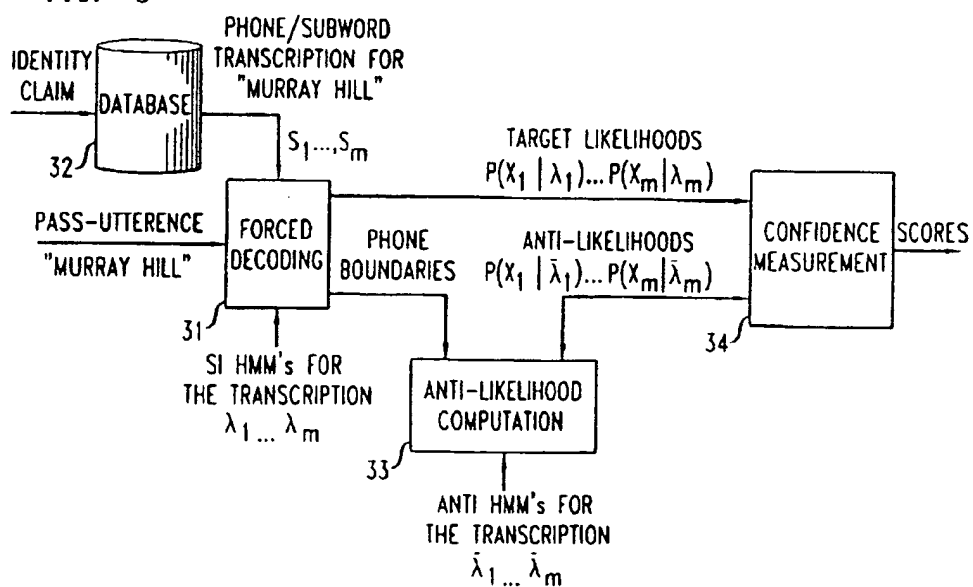 PHONE/SUBWORD
TRANSCRIPTION FOR
"MURRAY HILL"
IDENTITY
CLAIM
DATABASE
32
S₁...,Sₘ
TARGET LIKELIHOODS
P(X₁ | λ₁)... P(Xₘ | λₘ)
PASS-UTTERENCE
"MURRAY HILL"
FORCED
DECODING
31
PHONE
BOUNDARIES
ANTI-LIKELIHOODS
P(X₁ | λ̄₁)... P(Xₘ | λ̄ₘ)
CONFIDENCE
MEASUREMENT
34
SCORES
SI HMM's FOR
THE TRANSCRIPTION
λ₁ ... λₘ
ANTI-LIKELIHOOD
COMPUTATION
33
ANTI HMM's FOR
THE TRANSCRIPTION
λ̄₁ ... λ̄ₘ